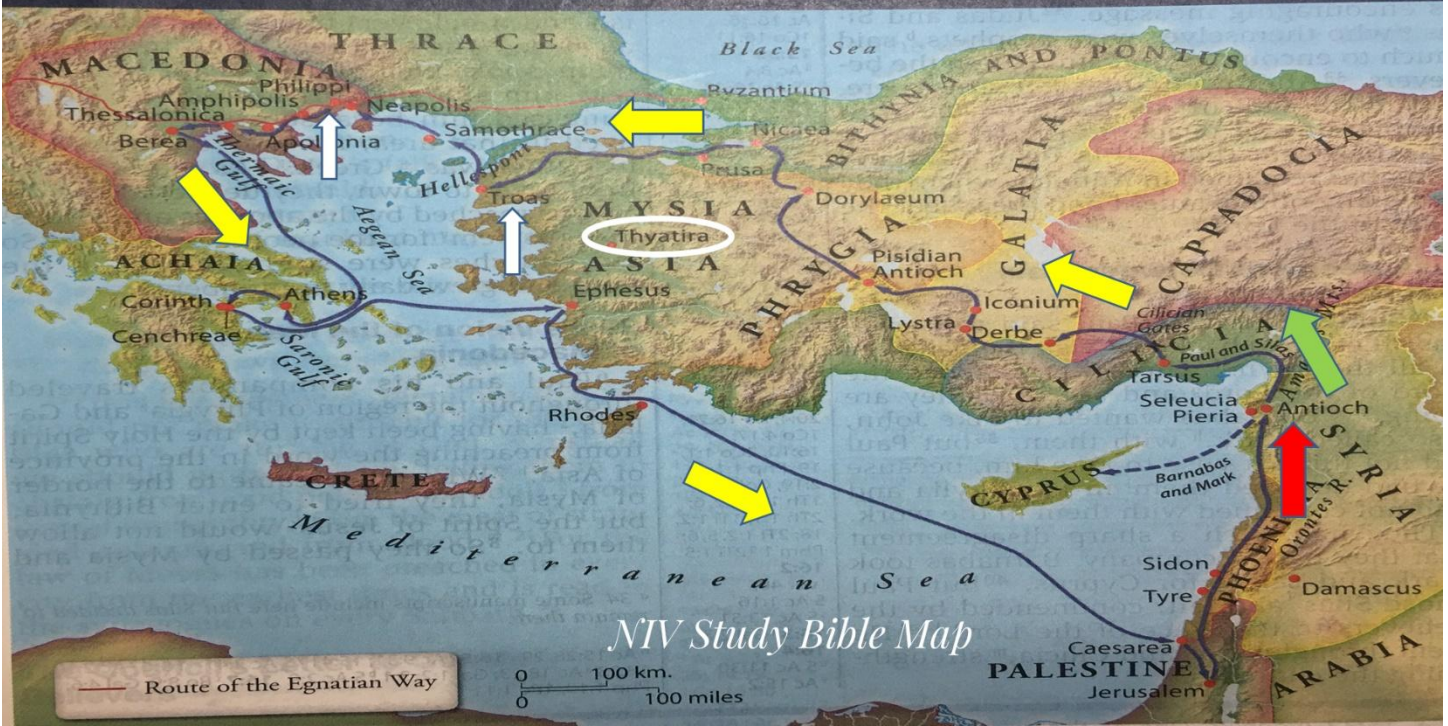 THRACE
Black Sea
MACEDONIA
BITHYNIA AND PONTUS
Philippi
Amphipolis
Neapolis
Byzantium
Thessalonica
Samothrace
Nicaea
Berea
Apollonia
Thermaic
Gulf
Hellespont
Prusa
GALATIA
CAPPADOCIA
Troas
Dorylaeum
MYSIA
Aegean Sea
Thyatira
PHRYGIA
Pisidian
Antioch
ACHAIA
ASIA
Corinth
Athens
Ephesus
Iconium
Cenchreae
Lystra
Derbe
Cilician
Gates
Saronic
Gulf
CILICIA
Paul and Silas
Mts.
Tarsus
Seleucia
Pieria
Antioch
Rhodes
SYRIA
CRETE
CYPRUS
Barnabas
and Mark
PHOENICIA
Orontes R.
Mediterranean Sea
Sidon
Tyre
Damascus
NIV Study Bible Map
Caesarea
PALESTINE
Jerusalem
ARABIA
Route of the Egnatian Way
0 100 km.
0 100 miles